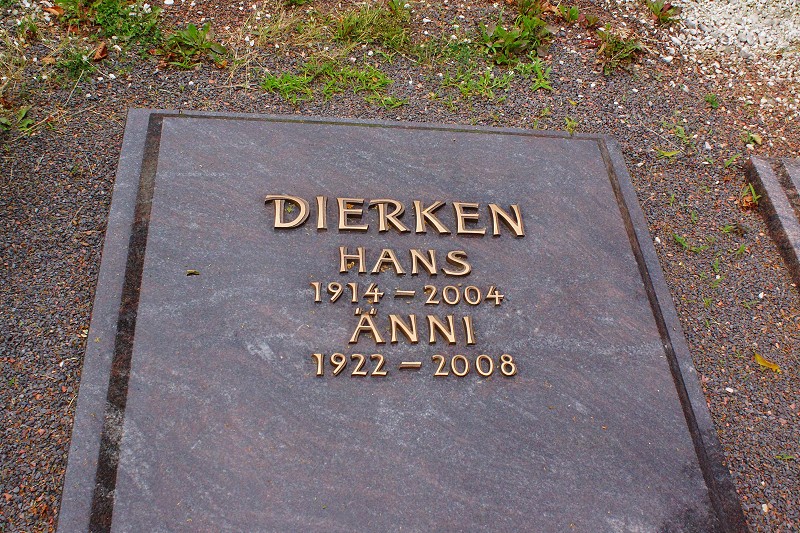 DIERKEN
HANS
1914 – 2004
ÄNNI
1922 – 2008